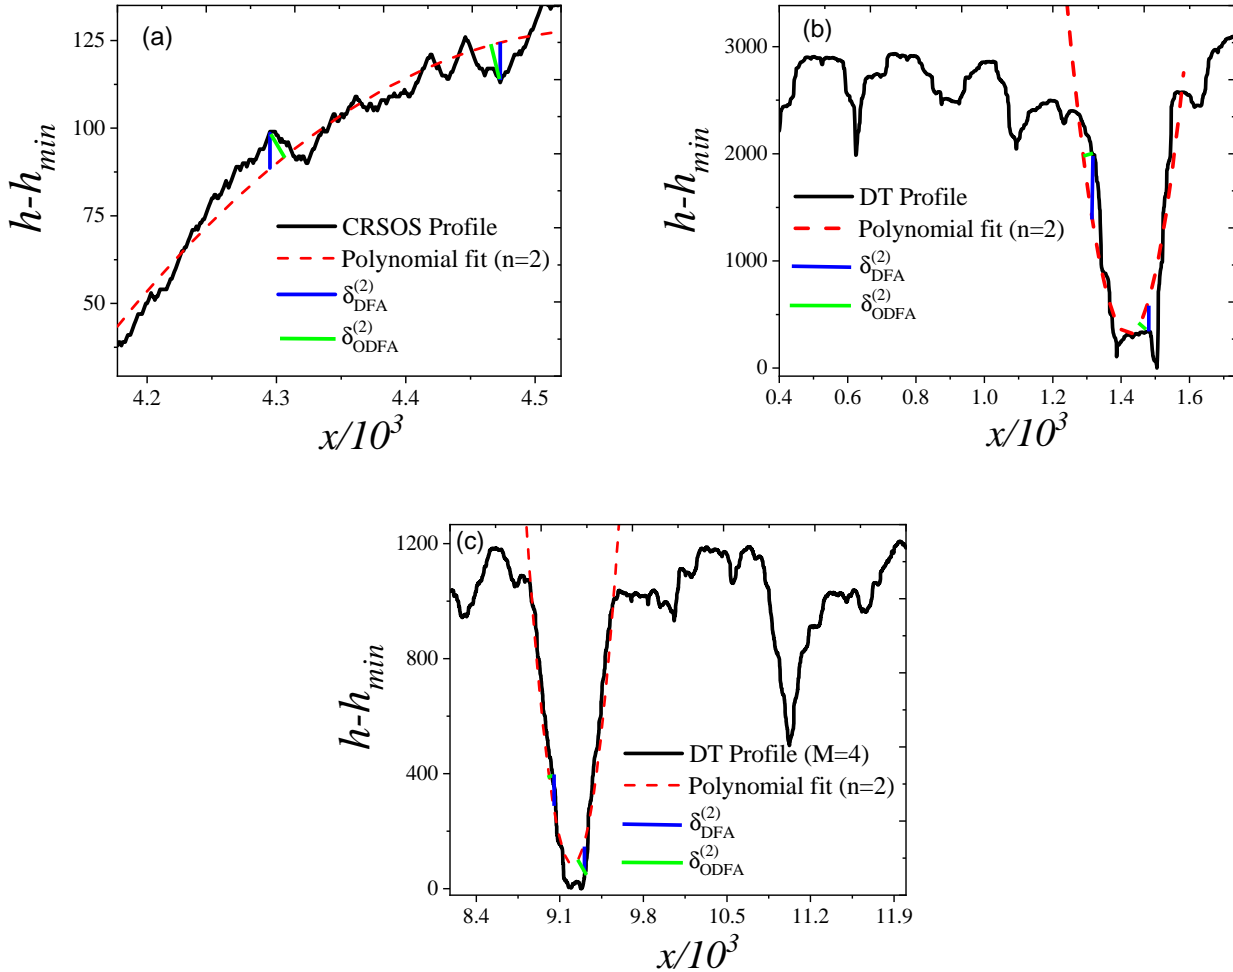 (a)
125
100
75
50
h-h_min
CRSOS Profile
Polynomial fit (n=2)
δ_DFA^(2)
δ_ODFA^(2)
4.2 4.3 4.4 4.5
x/10^3
(b)
3000
2000
1000
0
h-h_min
DT Profile
Polynomial fit (n=2)
δ_DFA^(2)
δ_ODFA^(2)
0.4 0.6 0.8 1.0 1.2 1.4 1.6
x/10^3
(c)
1200
800
400
0
h-h_min
DT Profile (M=4)
Polynomial fit (n=2)
δ_DFA^(2)
δ_ODFA^(2)
8.4 9.1 9.8 10.5 11.2 11.9
x/10^3